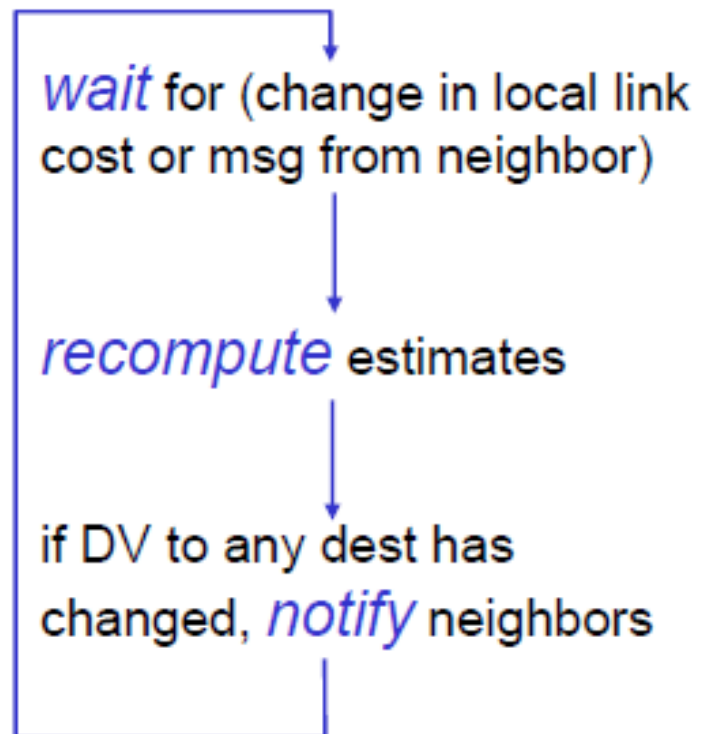 wait for (change in local link
cost or msg from neighbor)
recompute estimates
if DV to any dest has
changed, notify neighbors